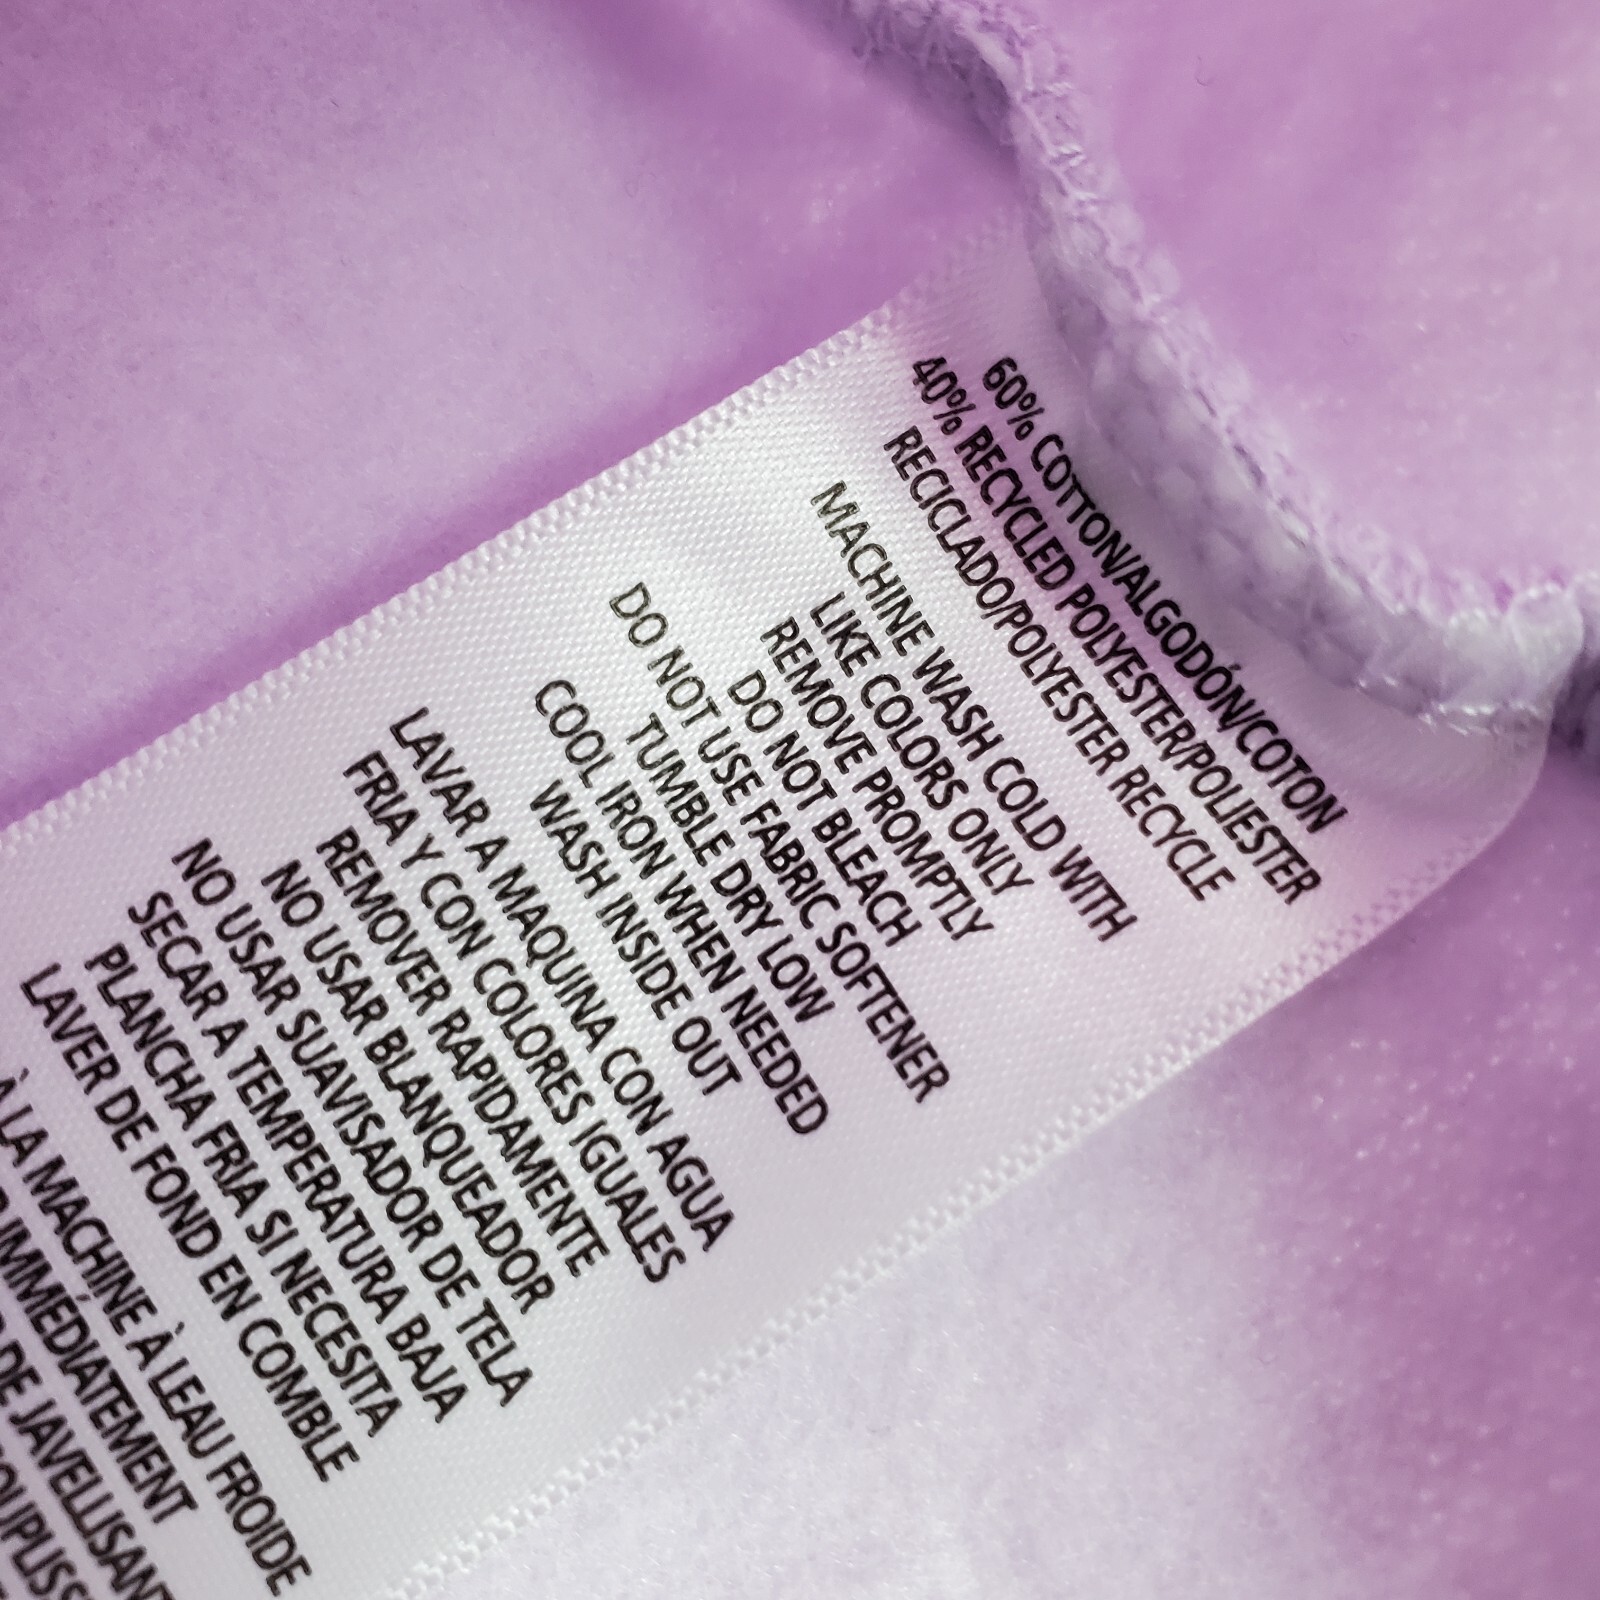 60% COTTON/ALGODÓN/COTON
40% RECYCLED POLYESTER/POLIESTER
RECICLADO/POLYESTER RECYCLE
MACHINE WASH COLD WITH
LIKE COLORS ONLY
REMOVE PROMPTLY
DO NOT BLEACH
DO NOT USE FABRIC SOFTENER
TUMBLE DRY LOW
COOL IRON WHEN NEEDED
WASH INSIDE OUT
LAVAR A MAQUINA CON AGUA
FRIA Y CON COLORES IGUALES
REMOVER RAPIDAMENTE
NO USAR BLANQUEADOR
NO USAR SUAVISADOR DE TELA
SECAR A TEMPERATURA BAJA
PLANCHA FRIA SI NECESITA
LAVER DE FOND EN COMBLE
À LA MACHINE À LEAU FROIDE
IMMÉDIATEMENT
DE JAVELLISANT